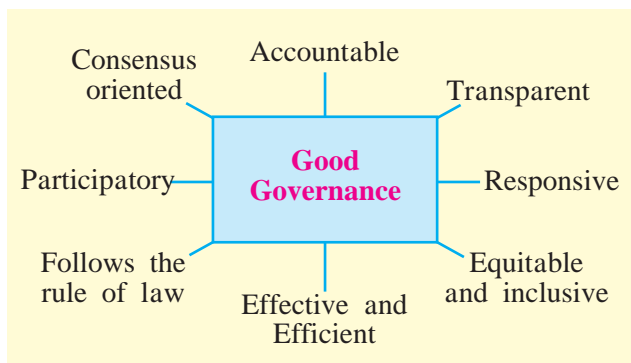 Accountable
Consensus
oriented
Transparent
Participatory
Good
Governance
Responsive
Follows the
rule of law
Equitable
and inclusive
Effective and
Efficient